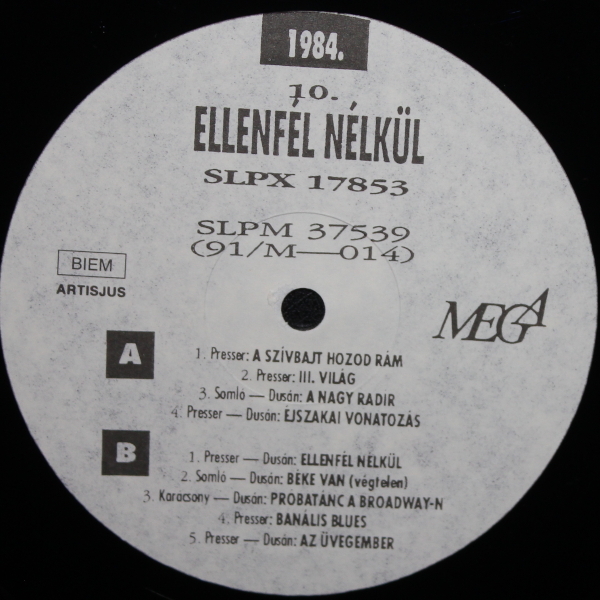 1984.
10.
ELLENFÉL NÉLKÜL
SLPX 17853
SLPM 37539
(91/M—014)
BIEM
ARTISJUS
MEGA
A
1. Presser: A SZÍVBAJT HOZOD RÁM
2. Presser: III. VILÁG
3. Somló — Dusán: A NAGY RADIR
4. Presser — Dusán: ÉJSZAKAI VONATOZÁS
B
1. Presser — Dusán: ELLENFÉL NÉLKÜL
2. Somló — Dusán: BÉKE VAN (végtelen)
3. Karácsony — Dusán: PROBATÁNC A BROADWAY-N
4. Presser: BANÁLIS BLUES
5. Presser — Dusán: AZ ÜVEGEMBER